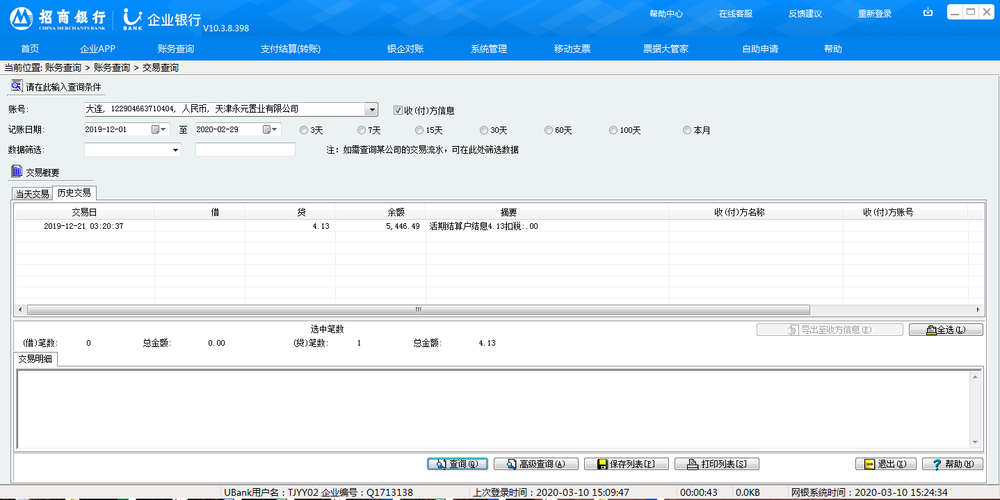 招商银行 CHINA MERCHANTS BANK U BANK 企业银行 V10.3.8.398 帮助中心 在线客服 反馈建议 重新登录
首页 企业APP 账务查询 支付结算(转账) 银企对账 系统管理 移动支票 票据大管家 自助申请 帮助
当前位置: 账务查询 > 账务查询 > 交易查询
请在此输入查询条件
账号: 大连, 122904663710404, 人民币, 天津永元置业有限公司 收(付)方信息
记账日期: 2019-12-01 至 2020-02-29 3天 7天 15天 30天 60天 100天 本月
数据筛选: 注：如需查询某公司的交易流水，可在此处筛选数据
交易概要
当天交易 历史交易
交易日 借 贷 余额 摘要 收(付)方名称 收(付)方账号
2019-12-21 03:20:37 4.13 5,446.49 活期结算户结息4.13扣税:.00
选中笔数 导出至收方信息(E) 全选(L)
(借)笔数: 0 总金额: 0.00 (贷)笔数: 1 总金额: 4.13
交易明细
查询(Q) 高级查询(A) 保存列表[P] 打印列表[S] 退出(X) 帮助(H)
UBank用户名：TJYY02 企业编号：Q1713138 上次登录时间：2020-03-10 15:09:47 00:00:43 0.0KB 网银系统时间：2020-03-10 15:24:34